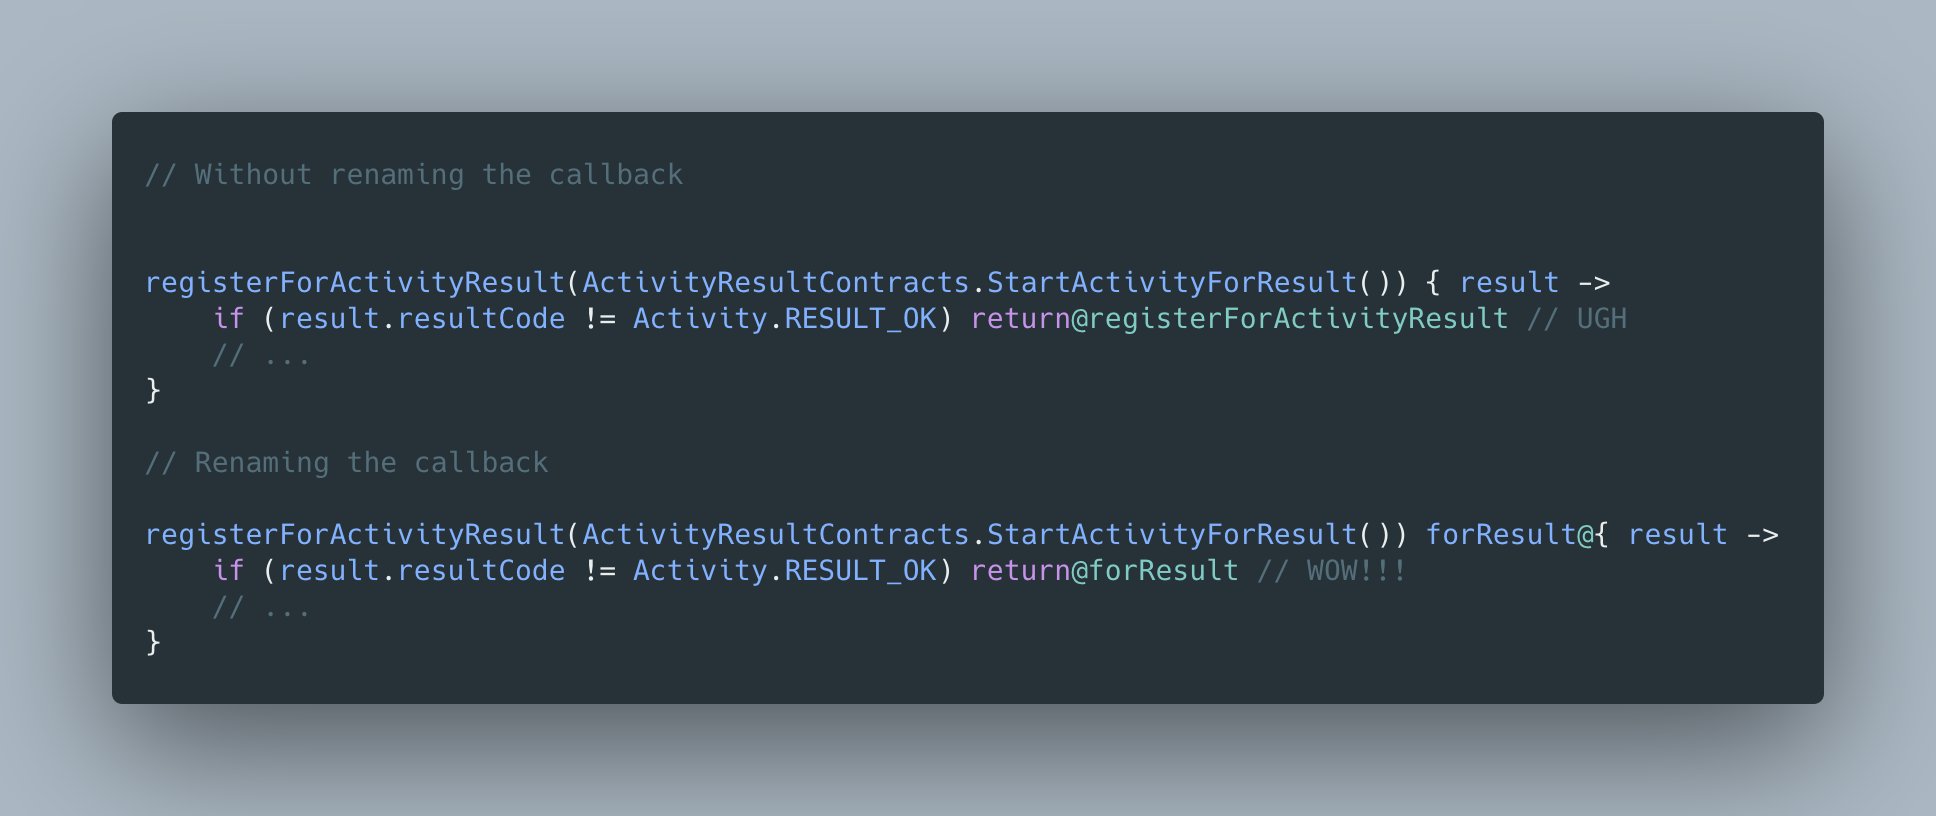 // Without renaming the callback
registerForActivityResult(ActivityResultContracts.StartActivityForResult()) { result ->
    if (result.resultCode != Activity.RESULT_OK) return@registerForActivityResult // UGH
    // ...
}
// Renaming the callback
registerForActivityResult(ActivityResultContracts.StartActivityForResult()) forResult@{ result ->
    if (result.resultCode != Activity.RESULT_OK) return@forResult // WOW!!!
    // ...
}